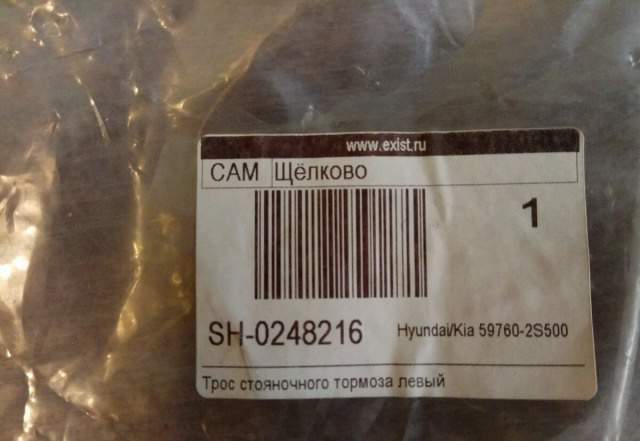 www.exist.ru
САМ Щёлково
1
SH-0248216 Hyundai/Kia 59760-2S500
Трос стояночного тормоза левый